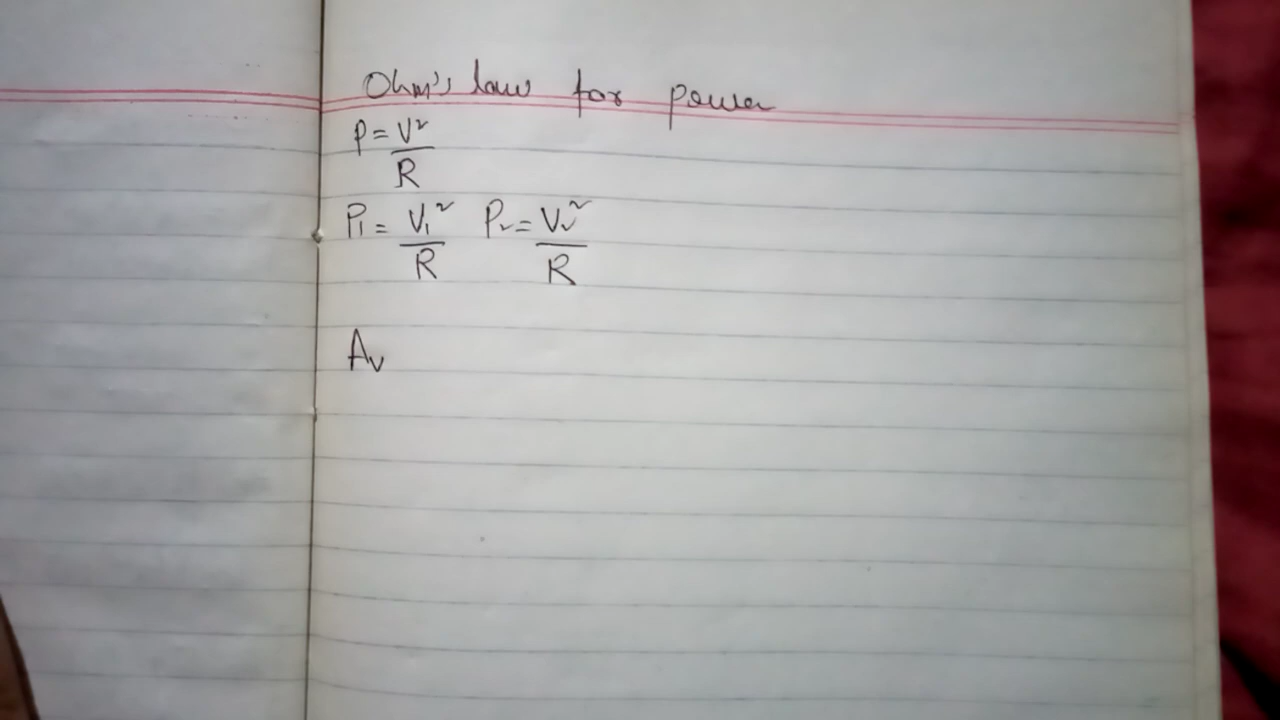 Ohm's law for power
P = V²/R
P₁ = V₁²/R P₂ = V₂²/R
Av